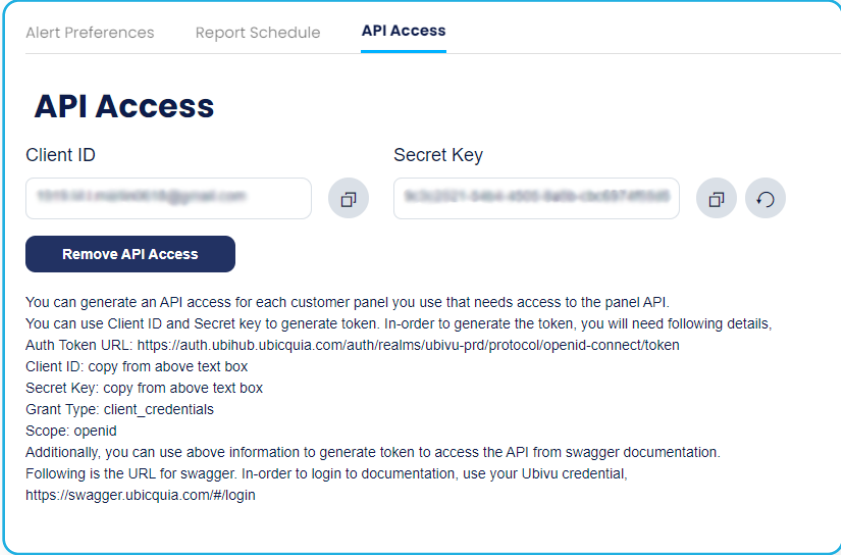 Alert Preferences Report Schedule API Access
API Access
Client ID Secret Key
Remove API Access
You can generate an API access for each customer panel you use that needs access to the panel API.
You can use Client ID and Secret key to generate token. In-order to generate the token, you will need following details,
Auth Token URL: https://auth.ubihub.ubicquia.com/auth/realms/ubivu-prd/protocol/openid-connect/token
Client ID: copy from above text box
Secret Key: copy from above text box
Grant Type: client_credentials
Scope: openid
Additionally, you can use above information to generate token to access the API from swagger documentation.
Following is the URL for swagger. In-order to login to documentation, use your Ubivu credential,
https://swagger.ubicquia.com/#/login